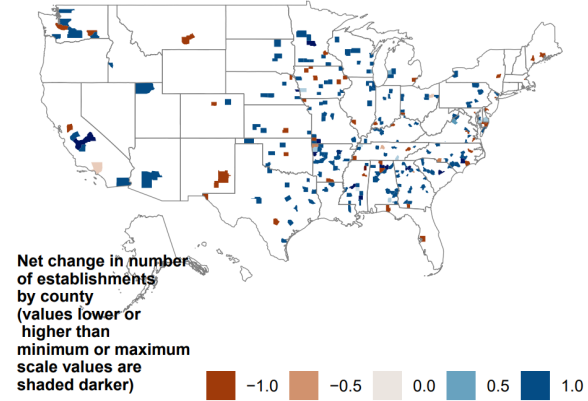 Net change in number
of establishments
by county
(values lower or
higher than
minimum or maximum
scale values are
shaded darker)
−1.0 −0.5 0.0 0.5 1.0